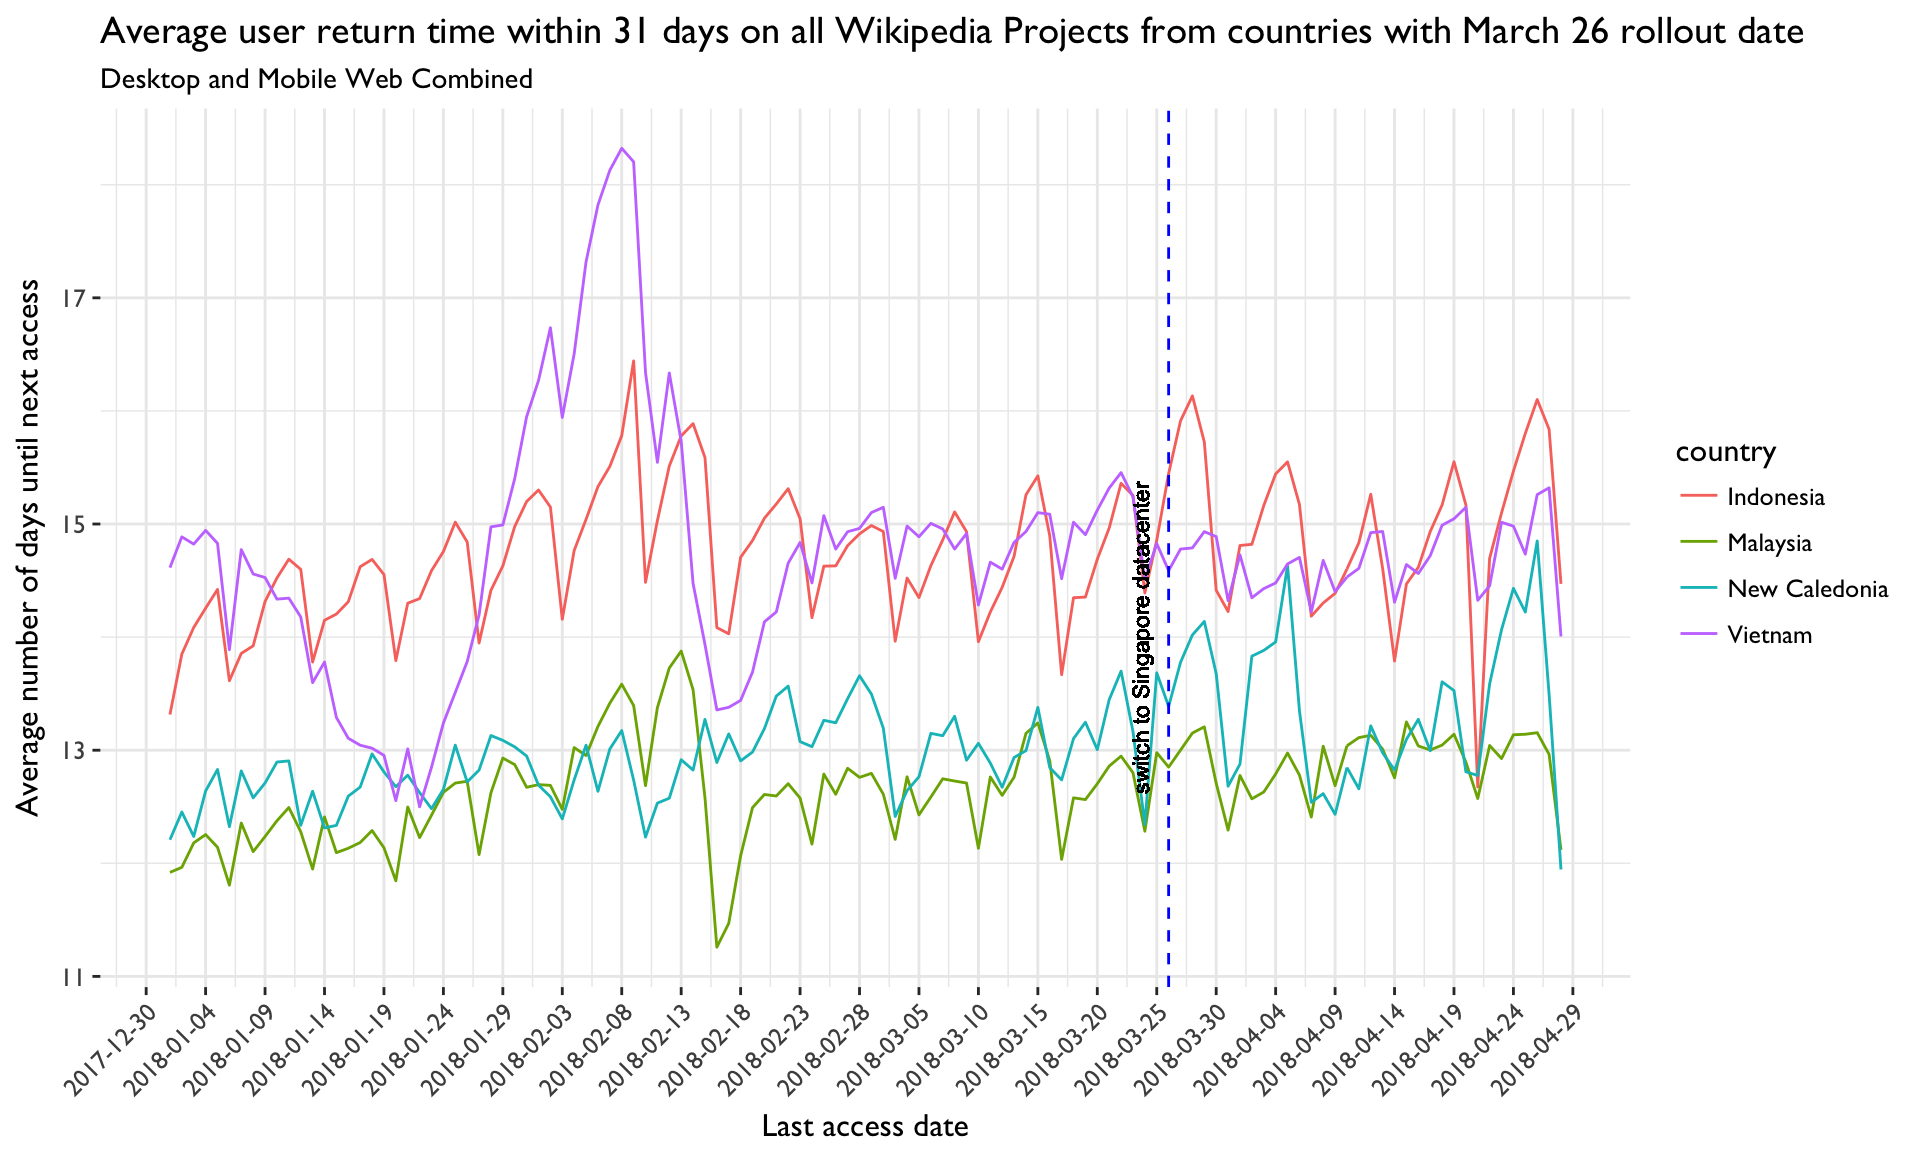 Average user return time within 31 days on all Wikipedia Projects from countries with March 26 rollout date
Desktop and Mobile Web Combined
Average number of days until next access
17
15
13
11
switch to Singapore datacenter
country
Indonesia
Malaysia
New Caledonia
Vietnam
2017-12-30
2018-01-04
2018-01-09
2018-01-14
2018-01-19
2018-01-24
2018-01-29
2018-02-03
2018-02-08
2018-02-13
2018-02-18
2018-02-23
2018-02-28
2018-03-05
2018-03-10
2018-03-15
2018-03-20
2018-03-25
2018-03-30
2018-04-04
2018-04-09
2018-04-14
2018-04-19
2018-04-24
2018-04-29
Last access date